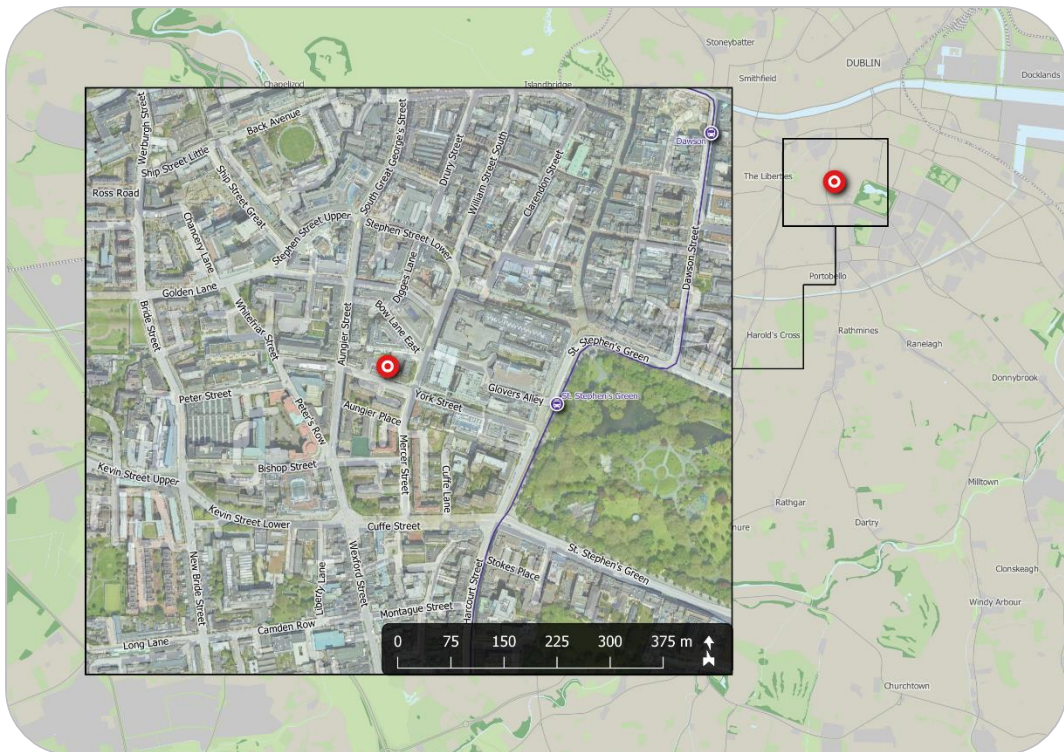 Stoneybatter
DUBLIN
Smithfield
Docklands
Chapelizod
Islandbridge
The Liberties
Portobello
Harold's Cross
Rathmines
Ranelagh
Donnybrook
Milltown
Rathgar
Dartry
nure
Clonskeagh
Windy Arbour
Churchtown
Werburgh Street
Back Avenue
South Great George's Street
Drury Street
William Street South
Clarendon Street
Dawson
Ship Street Little
Ship Street Great
Ross Road
Chancery Lane
Stephen Street Upper
Stephen Street Lower
Dawson Street
Golden Lane
Digges Lane
Bow Lane East
Bride Street
Whitefriar Street
Aungier Street
St. Stephen's Green
Glovers Alley
St. Stephen's Green
Peter Street
York Street
Aungier Place
Peter's Row
Mercer Street
Bishop Street
Cuffe Lane
Kevin Street Upper
Kevin Street Lower
Cuffe Street
New Bride Street
Liberty Lane
Wexford Street
Harcourt Street
Stokes Place
St. Stephen's Green
Montague Street
Camden Row
Long Lane
0 75 150 225 300 375 m